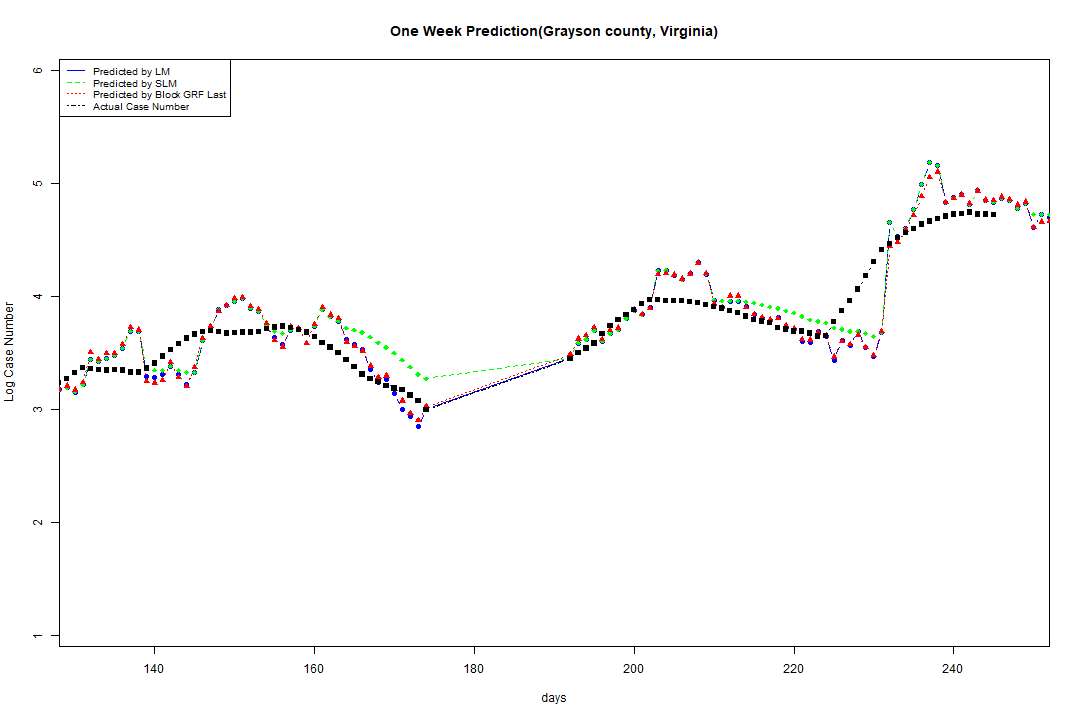 One Week Prediction(Grayson county, Virginia)
Predicted by LM
Predicted by SLM
Predicted by Block GRF Last
Actual Case Number
Log Case Number
6
5
4
3
2
1
140 160 180 200 220 240
days